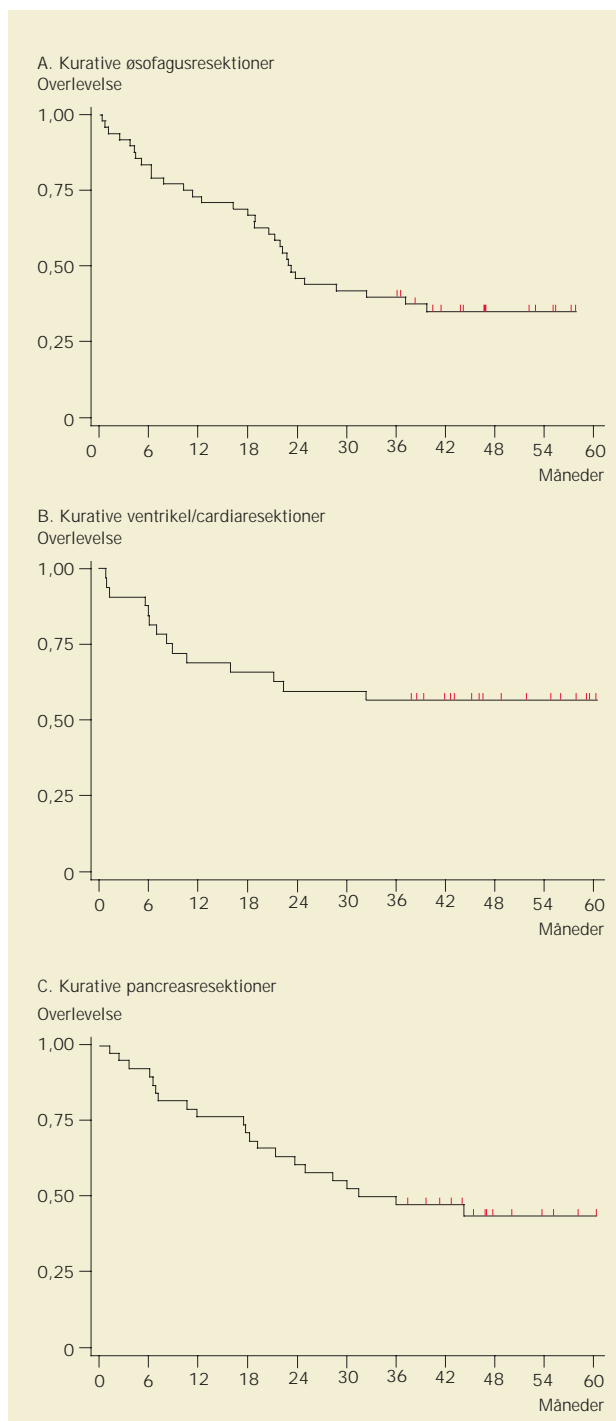 A. Kurative øsofagusresektioner
Overlevelse
1,00
0,75
0,50
0,25
0
0 6 12 18 24 30 36 42 48 54 60
Måneder
B. Kurative ventrikel/cardiaresektioner
Overlevelse
1,00
0,75
0,50
0,25
0
0 6 12 18 24 30 36 42 48 54 60
Måneder
C. Kurative pancreasresektioner
Overlevelse
1,00
0,75
0,50
0,25
0
0 6 12 18 24 30 36 42 48 54 60
Måneder